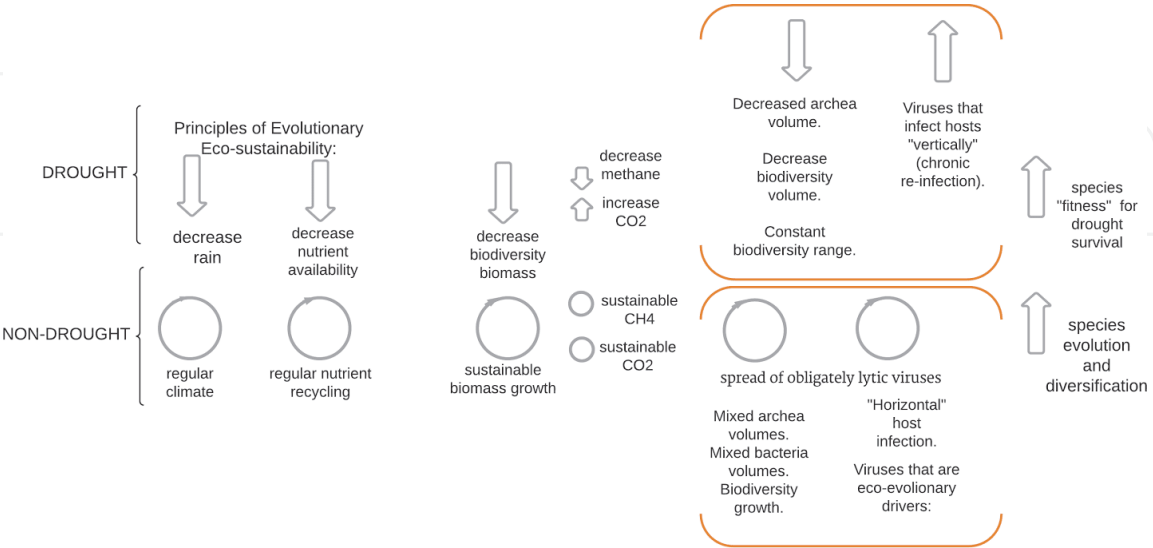 DROUGHT
Principles of Evolutionary
Eco-sustainability:
decrease
rain
decrease
nutrient
availability
decrease
biodiversity
biomass
decrease
methane
increase
CO2
Decreased archea
volume.
Decrease
biodiversity
volume.
Constant
biodiversity range.
Viruses that
infect hosts
"vertically"
(chronic
re-infection).
species
"fitness" for
drought
survival
NON-DROUGHT
regular
climate
regular nutrient
recycling
sustainable
biomass growth
sustainable
CH4
sustainable
CO2
spread of obligately lytic viruses
Mixed archea
volumes.
Mixed bacteria
volumes.
Biodiversity
growth.
"Horizontal"
host
infection.
Viruses that are
eco-evolionary
drivers:
species
evolution
and
diversification